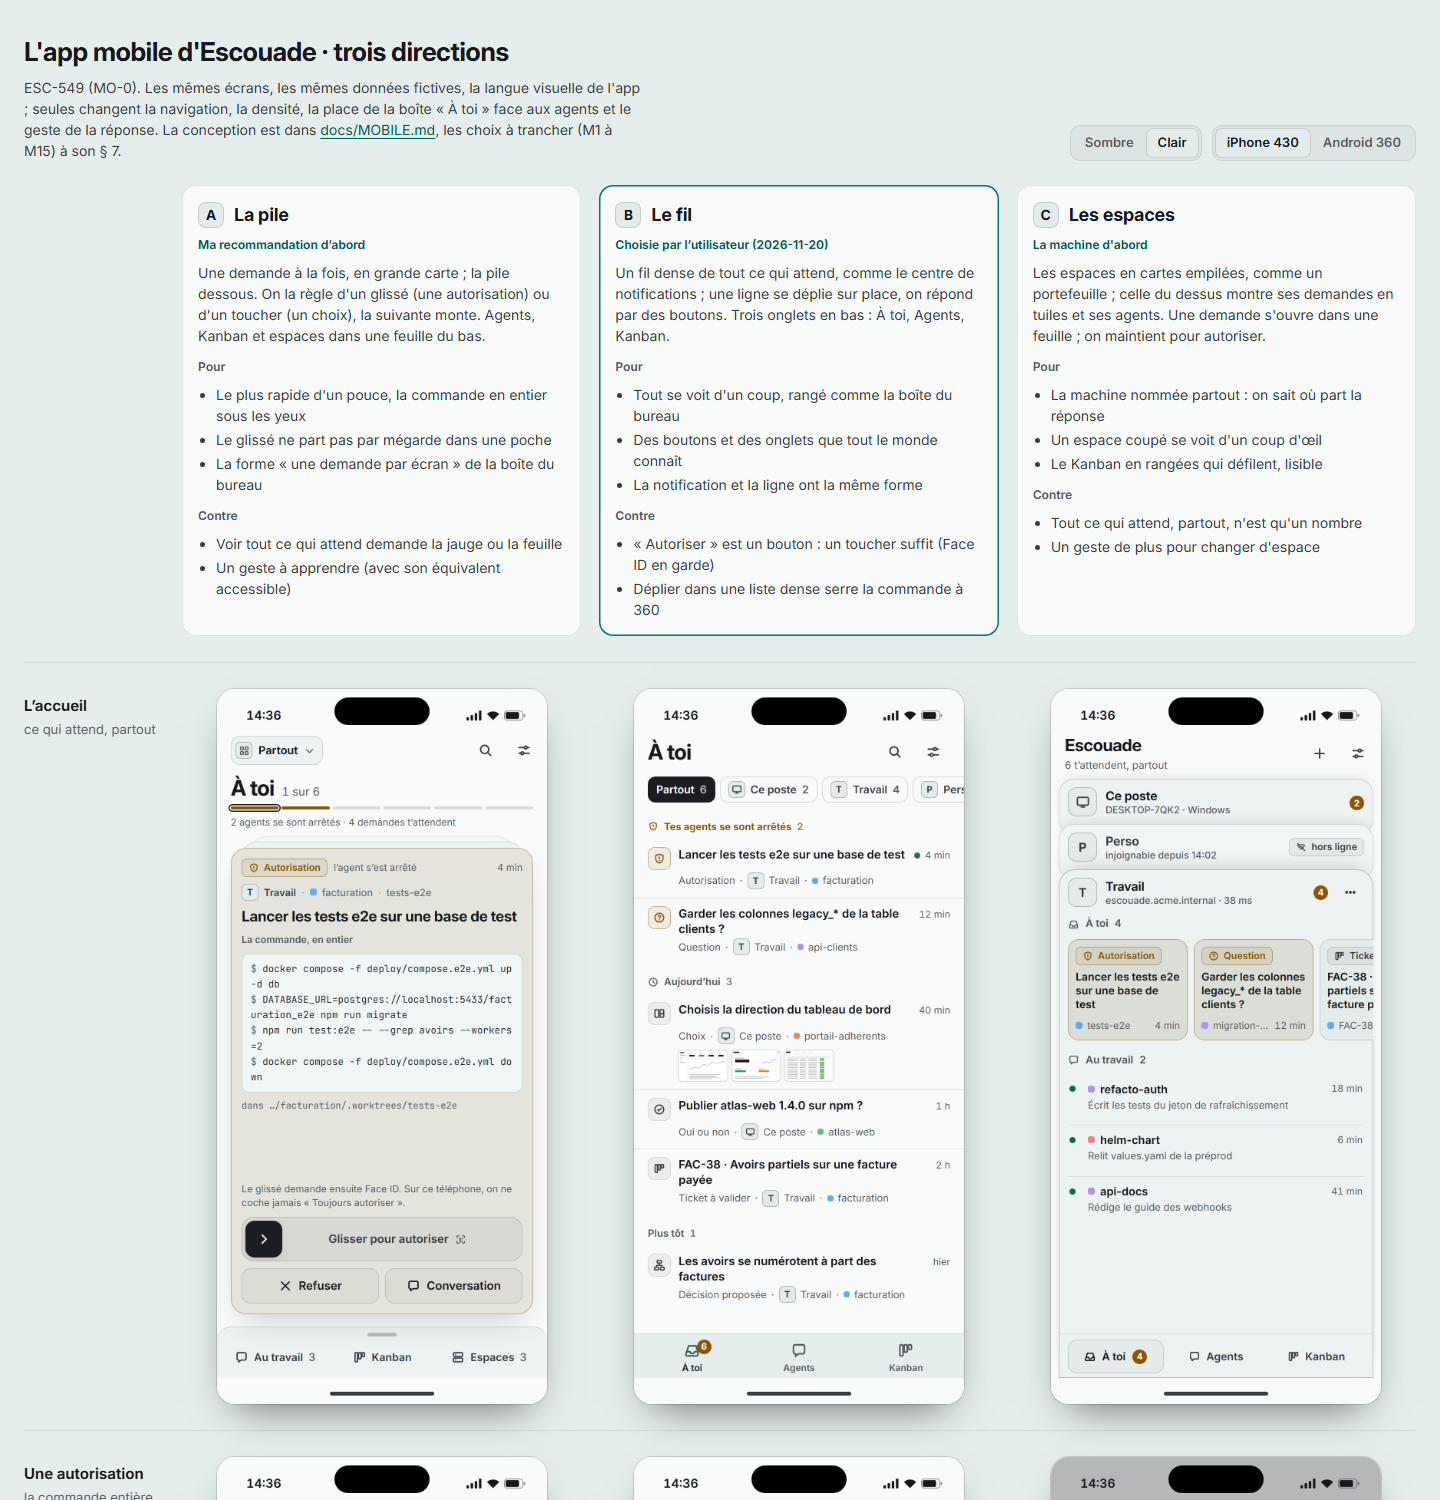 L'app mobile d'Escouade · trois directions
ESC-549 (MO-0). Les mêmes écrans, les mêmes données fictives, la langue visuelle de l'app
; seules changent la navigation, la densité, la place de la boîte « À toi » face aux agents et le
geste de la réponse. La conception est dans docs/MOBILE.md, les choix à trancher (M1 à
M15) à son § 7.
Sombre Clair iPhone 430 Android 360
A La pile
Ma recommandation d'abord
Une demande à la fois, en grande carte ; la pile
dessous. On la règle d'un glissé (une autorisation) ou
d'un toucher (un choix), la suivante monte. Agents,
Kanban et espaces dans une feuille du bas.
Pour
• Le plus rapide d'un pouce, la commande en entier
sous les yeux
• Le glissé ne part pas par mégarde dans une poche
• La forme « une demande par écran » de la boîte du
bureau
Contre
• Voir tout ce qui attend demande la jauge ou la feuille
• Un geste à apprendre (avec son équivalent
accessible)
B Le fil
Choisie par l'utilisateur (2026-11-20)
Un fil dense de tout ce qui attend, comme le centre de
notifications ; une ligne se déplie sur place, on répond
par des boutons. Trois onglets en bas : À toi, Agents,
Kanban.
Pour
• Tout se voit d'un coup, rangé comme la boîte du
bureau
• Des boutons et des onglets que tout le monde
connaît
• La notification et la ligne ont la même forme
Contre
• « Autoriser » est un bouton : un toucher suffit (Face
ID en garde)
• Déplier dans une liste dense serre la commande à
360
C Les espaces
La machine d'abord
Les espaces en cartes empilées, comme un
portefeuille ; celle du dessus montre ses demandes en
tuiles et ses agents. Une demande s'ouvre dans une
feuille ; on maintient pour autoriser.
Pour
• La machine nommée partout : on sait où part la
réponse
• Un espace coupé se voit d'un coup d'œil
• Le Kanban en rangées qui défilent, lisible
Contre
• Tout ce qui attend, partout, n'est qu'un nombre
• Un geste de plus pour changer d'espace
L'accueil
ce qui attend, partout
14:36
Partout
À toi 1 sur 6
2 agents se sont arrêtés · 4 demandes t'attendent
Autorisation l'agent s'est arrêté 4 min
T Travail · facturation · tests-e2e
Lancer les tests e2e sur une base de test
La commande, en entier
$ docker compose -f deploy/compose.e2e.yml up
-d db
$ DATABASE_URL=postgres://localhost:5433/fact
uration_e2e npm run migrate
$ npm run test:e2e -- --grep avoirs --workers
=2
$ docker compose -f deploy/compose.e2e.yml do
wn
dans …/facturation/.worktrees/tests-e2e
Le glissé demande ensuite Face ID. Sur ce téléphone, on ne
coche jamais « Toujours autoriser ».
Glisser pour autoriser
Refuser Conversation
Au travail 3 Kanban Espaces 3
14:36
À toi
Partout 6 Ce poste 2 T Travail 4 P Pers
Tes agents se sont arrêtés 2
Lancer les tests e2e sur une base de test 4 min
Autorisation · T Travail · facturation
Garder les colonnes legacy_* de la table 12 min
clients ?
Question · T Travail · api-clients
Aujourd'hui 3
Choisis la direction du tableau de bord 40 min
Choix · Ce poste · portail-adherents
Publier atlas-web 1.4.0 sur npm ? 1 h
Oui ou non · Ce poste · atlas-web
FAC-38 · Avoirs partiels sur une facture 2 h
payée
Ticket à valider · T Travail · facturation
Plus tôt 1
Les avoirs se numérotent à part des hier
factures
Décision proposée · T Travail · facturation
6
À toi Agents Kanban
14:36
Escouade
6 t'attendent, partout
Ce poste 2
DESKTOP-7QK2 · Windows
P Perso hors ligne
injoignable depuis 14:02
T Travail 4
escouade.acme.internal · 38 ms
À toi 4
Autorisation
Lancer les tests e2e
sur une base de
test
tests-e2e 4 min
Question
Garder les colonnes
legacy_* de la table
clients ?
migration-... 12 min
Ticke
FAC-38 ·
partiels s
facture p
FAC-38
Au travail 2
refacto-auth 18 min
Écrit les tests du jeton de rafraîchissement
helm-chart 6 min
Relit values.yaml de la préprod
api-docs 41 min
Rédige le guide des webhooks
À toi 4 Agents Kanban
Une autorisation
la commande entière
14:36
14:36
14:36